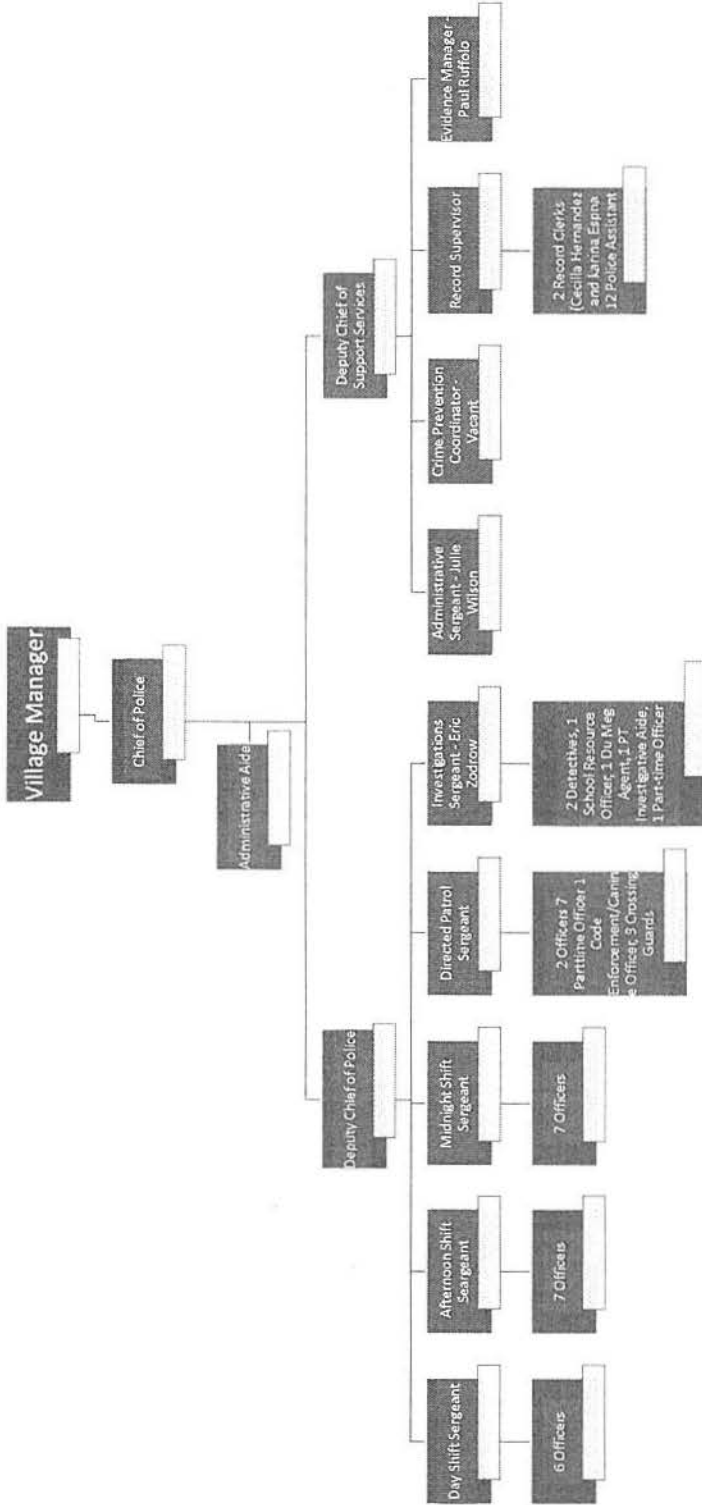 Village Manager
Chief of Police
Administrative Aide
Deputy Chief of Police
Deputy Chief of
Support Services
Day Shift Sergeant
Afternoon Shift
Seargeant
Midnight Shift
Sergeant
Directed Patrol
Sergeant
Investigations
Sergeant - Eric
Zodrow
Administrative
Sergeant - Julie
Wilson
Crime Prevention
Coordinator -
Vacant
Record Supervisor
Evidence Manager -
Paul Ruffolo
6 Officers
7 Officers
7 Officers
2 Officers 7
Parttime Officer 1
Code
Enforcement/Canin
e Officer, 3 Crossing
Guards
2 Detectives, 1
School Resource
Officer, 1 Du Meg
Agent, 1 PT
Investigative Aide,
1 Part-time Officer
2 Record Clerks
(Cecilia Hernandez
and Karina Espna
12 Police Assistant